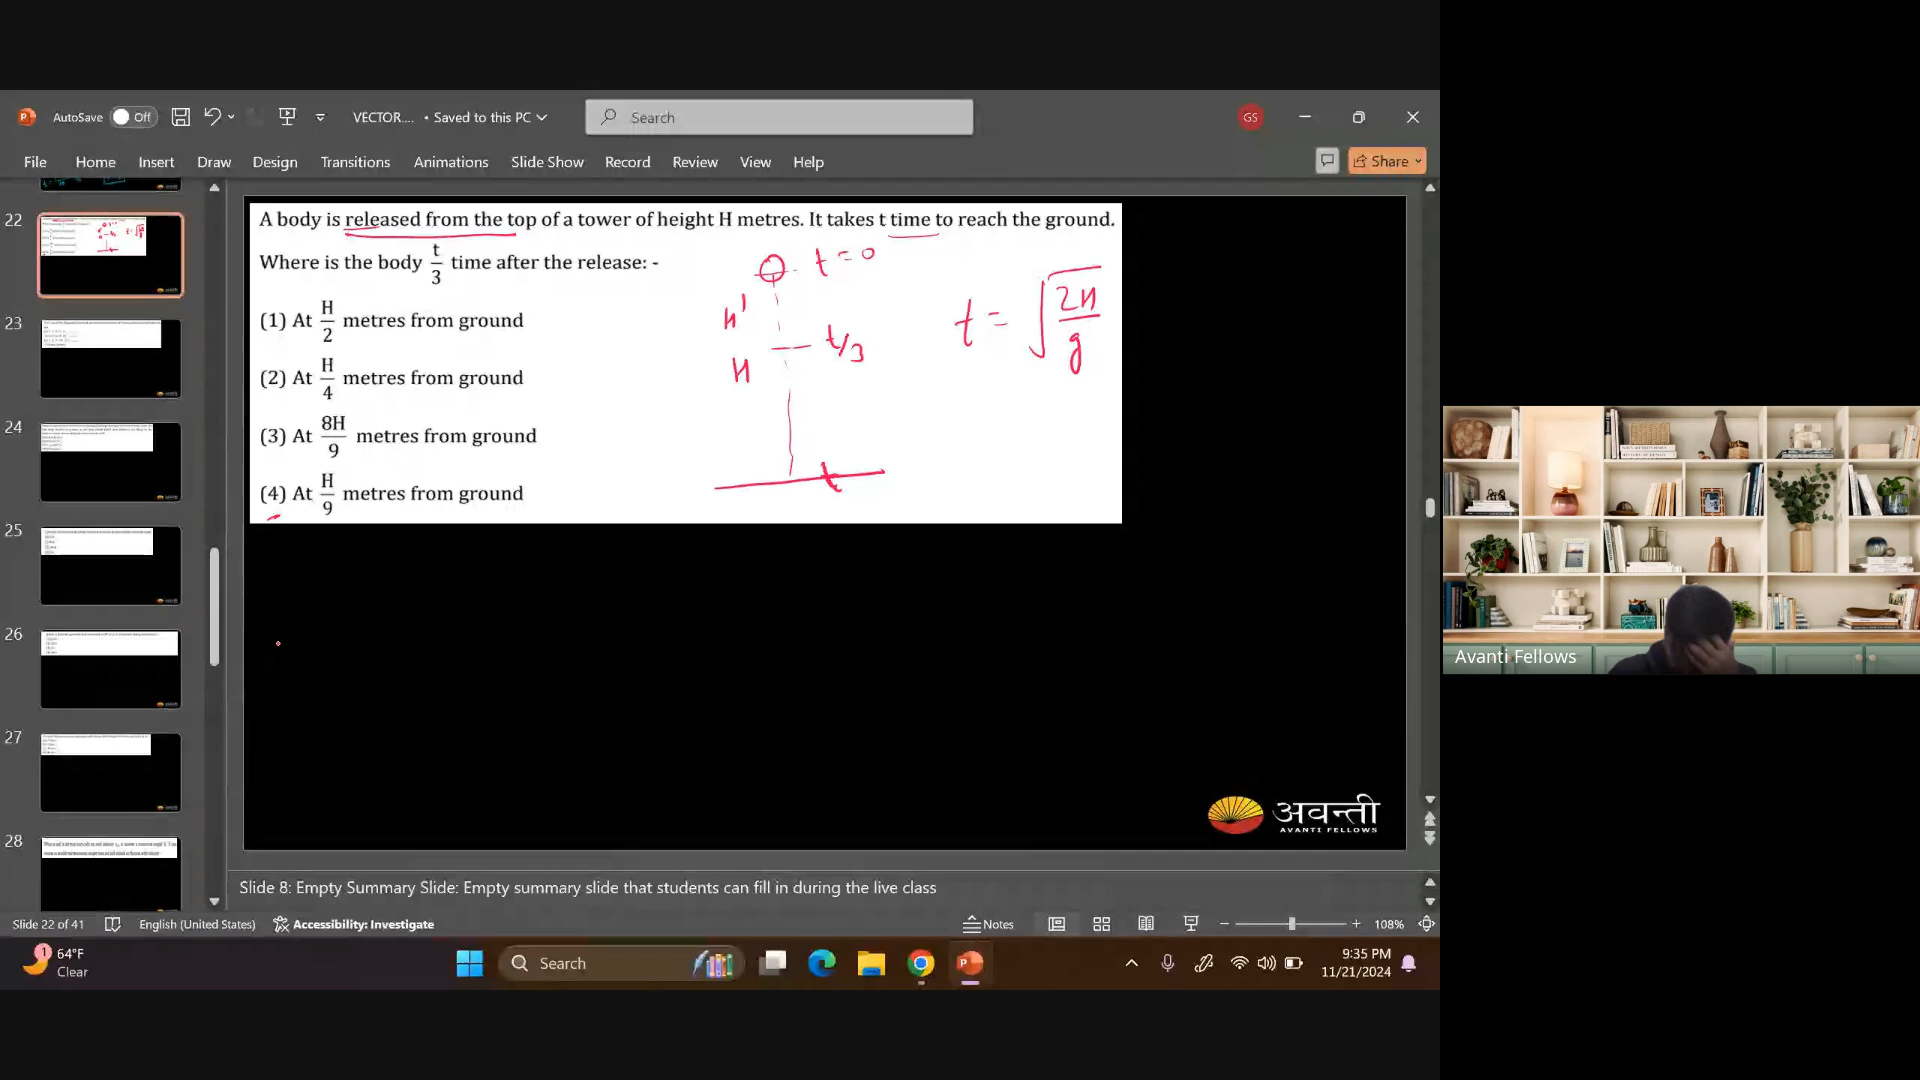 AutoSave Off VECTOR.... • Saved to this PC Search GS
File Home Insert Draw Design Transitions Animations Slide Show Record Review View Help Share
22
23
24
25
26
27
28
A body is released from the top of a tower of height H metres. It takes t time to reach the ground.
Where is the body t/3 time after the release: -
(1) At H/2 metres from ground
(2) At H/4 metres from ground
(3) At 8H/9 metres from ground
(4) At H/9 metres from ground
t = 0
H'
t/3
H
t
t = √(2H/g)
अवन्ती
AVANTI FELLOWS
Avanti Fellows
Slide 8: Empty Summary Slide: Empty summary slide that students can fill in during the live class
Slide 22 of 41 English (United States) Accessibility: Investigate Notes 108%
1 64°F
Clear
Search
9:35 PM
11/21/2024